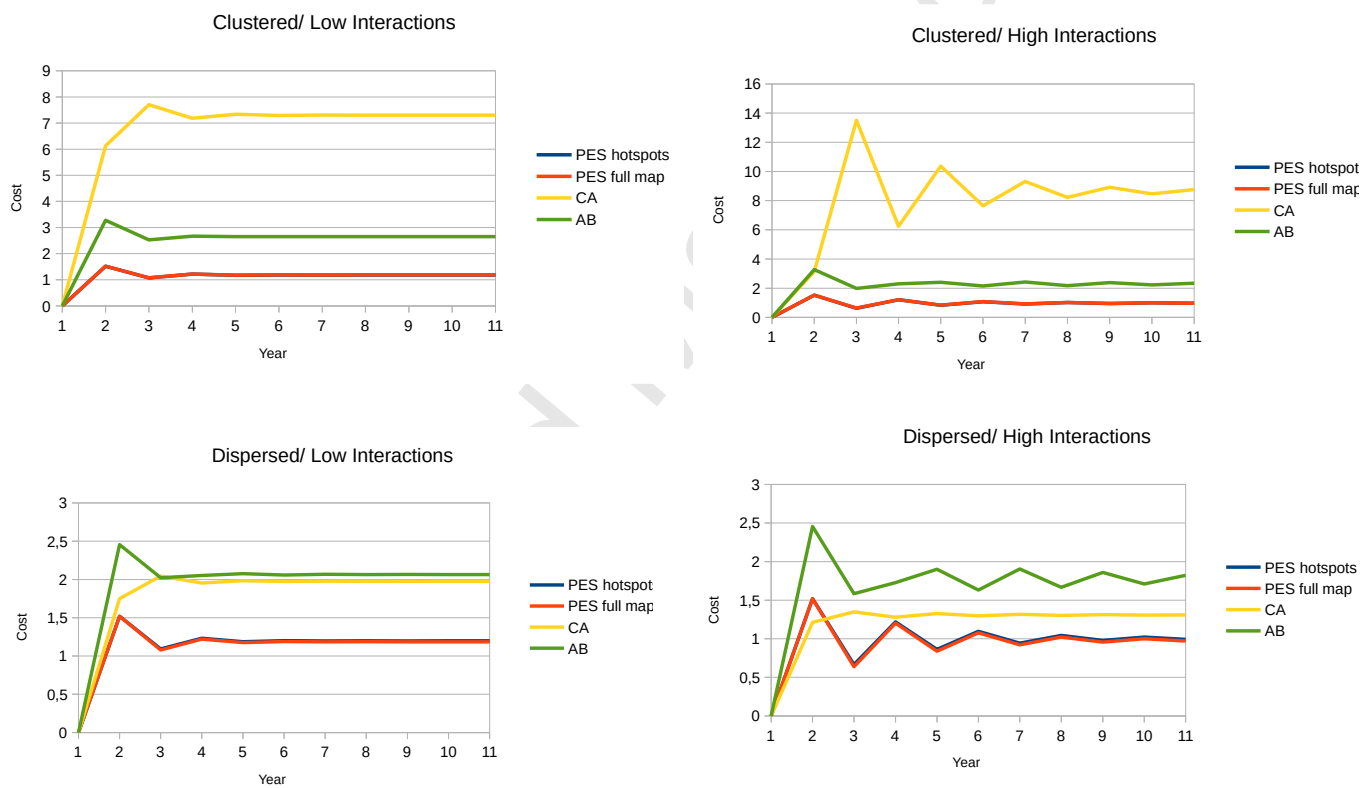 Clustered/ Low Interactions
9
8
7
6
5
4
3
2
1
0
Cost
1 2 3 4 5 6 7 8 9 10 11
Year
PES hotspots
PES full map
CA
AB
Clustered/ High Interactions
16
14
12
10
8
6
4
2
0
Cost
1 2 3 4 5 6 7 8 9 10 11
Year
PES hotspot
PES full map
CA
AB
Dispersed/ Low Interactions
3
2,5
2
1,5
1
0,5
0
Cost
1 2 3 4 5 6 7 8 9 10 11
Year
PES hotspot
PES full map
CA
AB
Dispersed/ High Interactions
3
2,5
2
1,5
1
0,5
0
Cost
1 2 3 4 5 6 7 8 9 10 11
Year
PES hotspots
PES full map
CA
AB